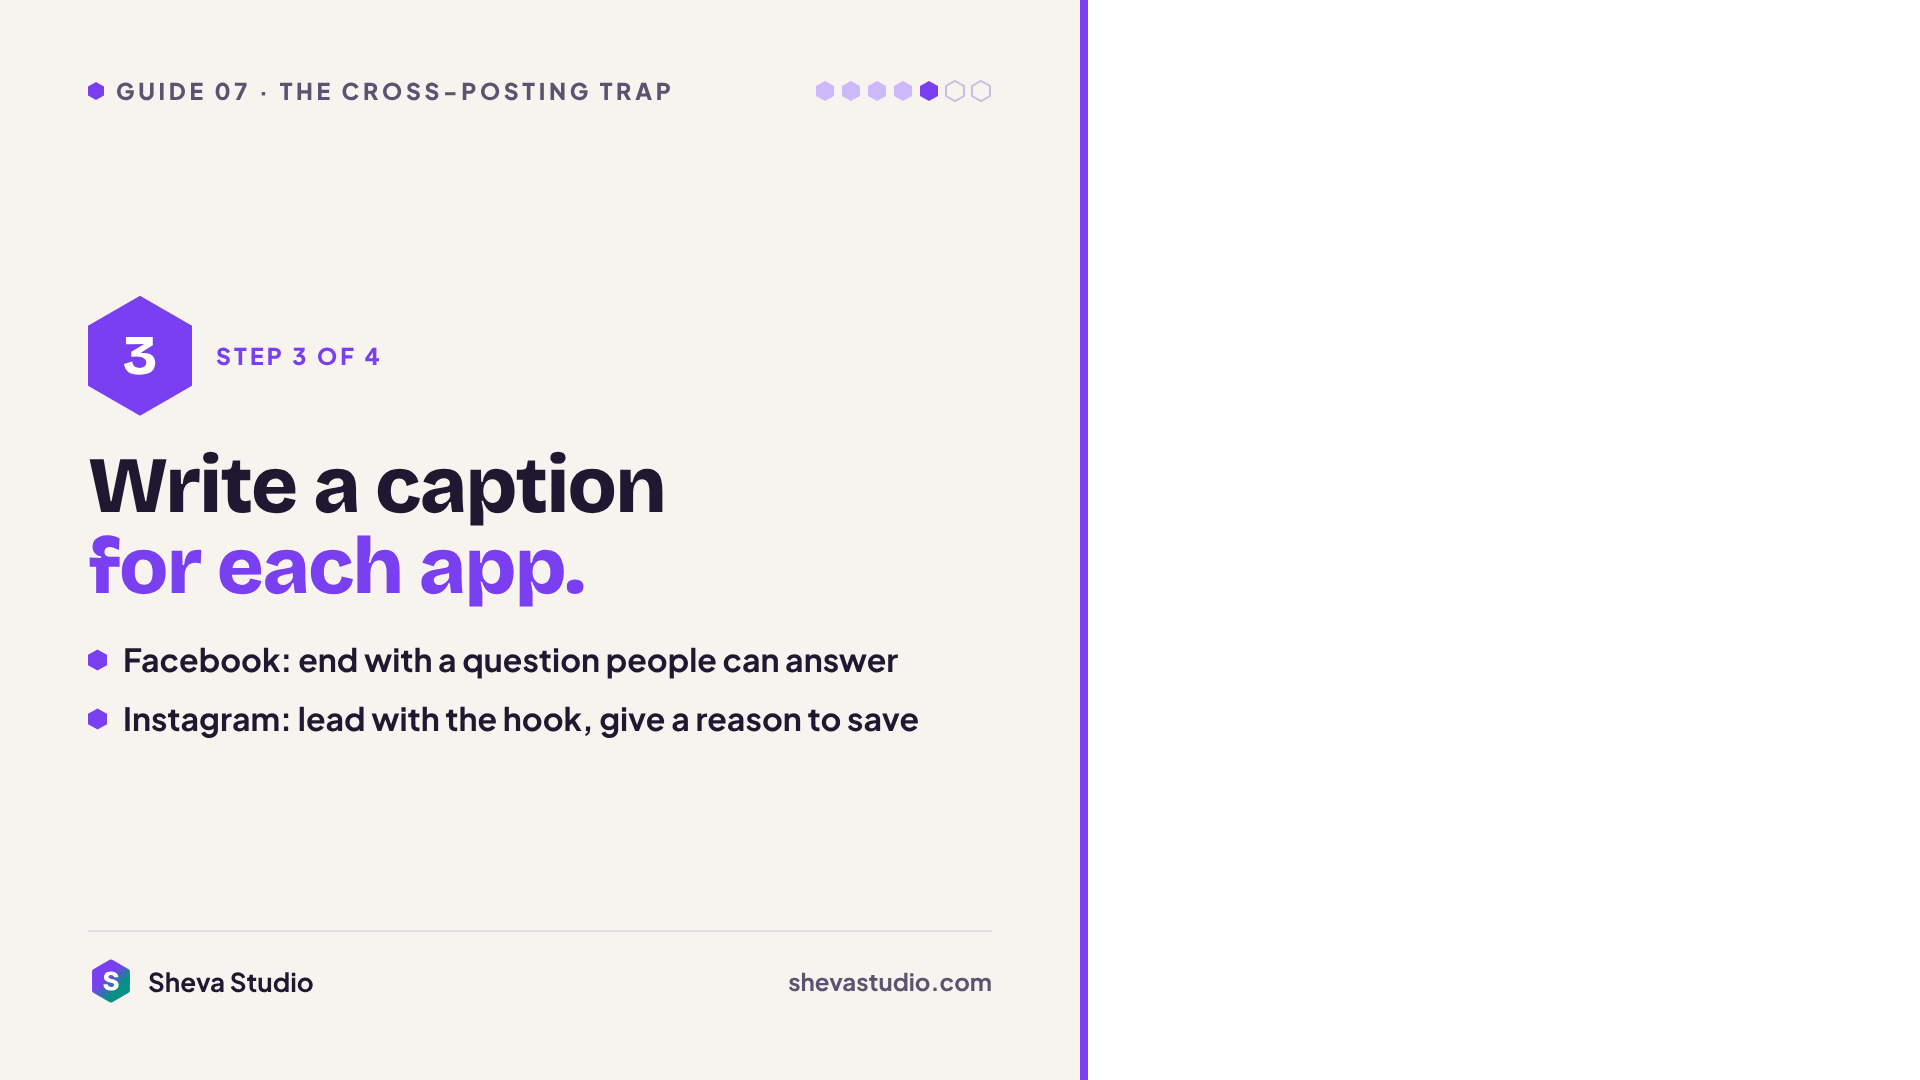 GUIDE 07 · THE CROSS-POSTING TRAP
3
STEP 3 OF 4
Write a caption
for each app.
Facebook: end with a question people can answer
Instagram: lead with the hook, give a reason to save
S
Sheva Studio
shevastudio.com